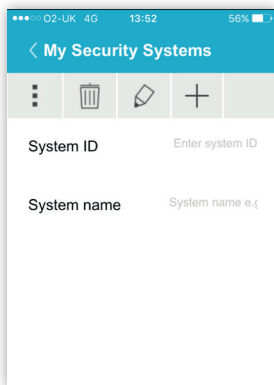 O2-UK 4G 13:52 56%
My Security Systems
System ID Enter system ID
System name System name e.g